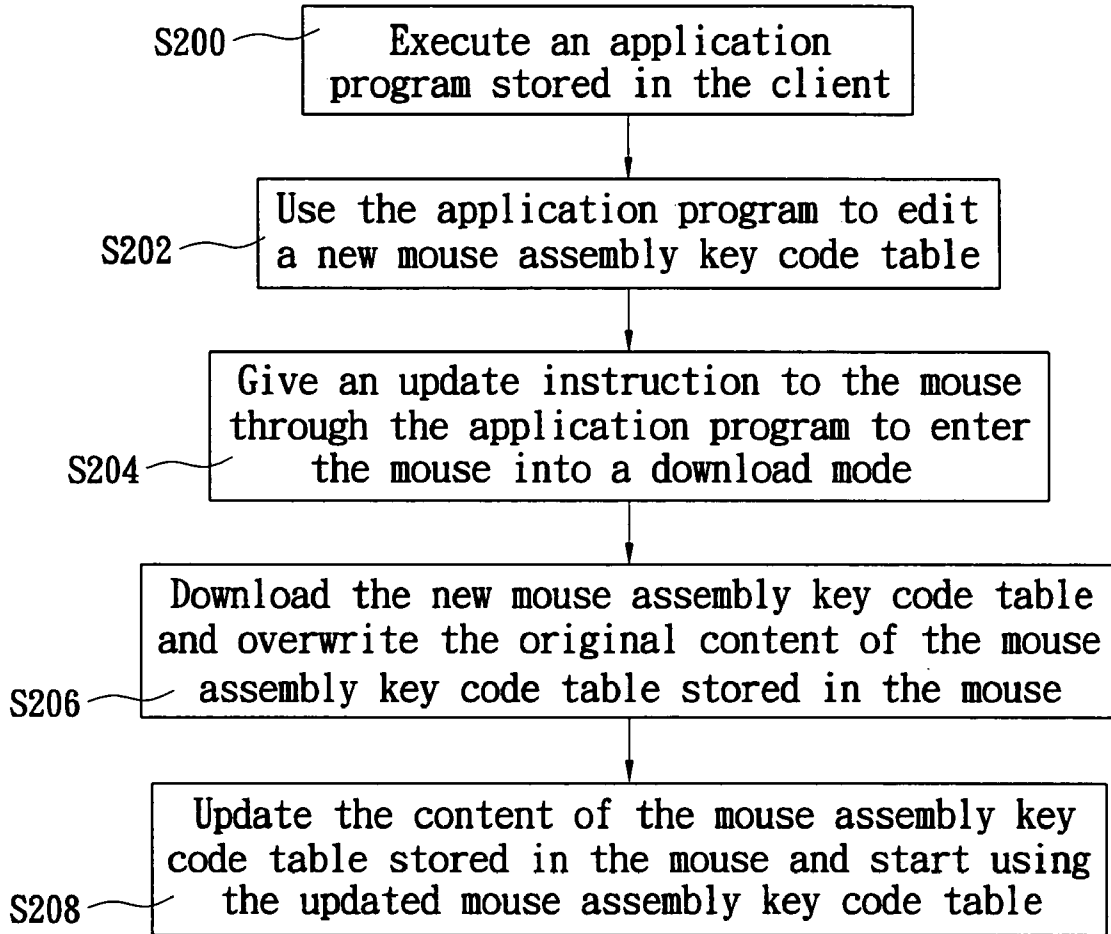 S200
Execute an application
program stored in the client
S202
Use the application program to edit
a new mouse assembly key code table
S204
Give an update instruction to the mouse
through the application program to enter
the mouse into a download mode
S206
Download the new mouse assembly key code table
and overwrite the original content of the mouse
assembly key code table stored in the mouse
S208
Update the content of the mouse assembly key
code table stored in the mouse and start using
the updated mouse assembly key code table